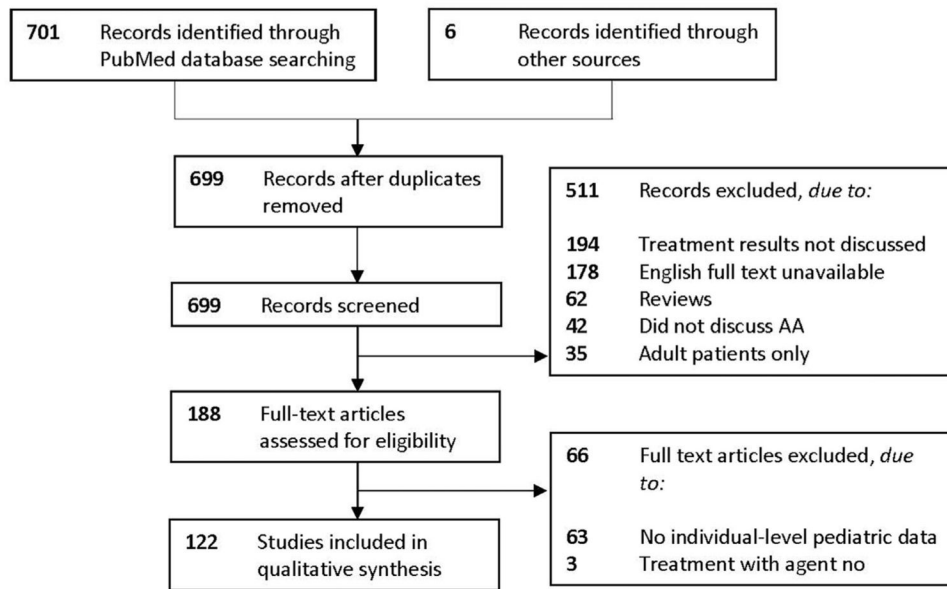 701 Records identified through
PubMed database searching
6 Records identified through
other sources
699 Records after duplicates
removed
511 Records excluded, due to:
194 Treatment results not discussed
178 English full text unavailable
62 Reviews
42 Did not discuss AA
35 Adult patients only
699 Records screened
188 Full-text articles
assessed for eligibility
66 Full text articles excluded, due
to:
63 No individual-level pediatric data
3 Treatment with agent no
122 Studies included in
qualitative synthesis